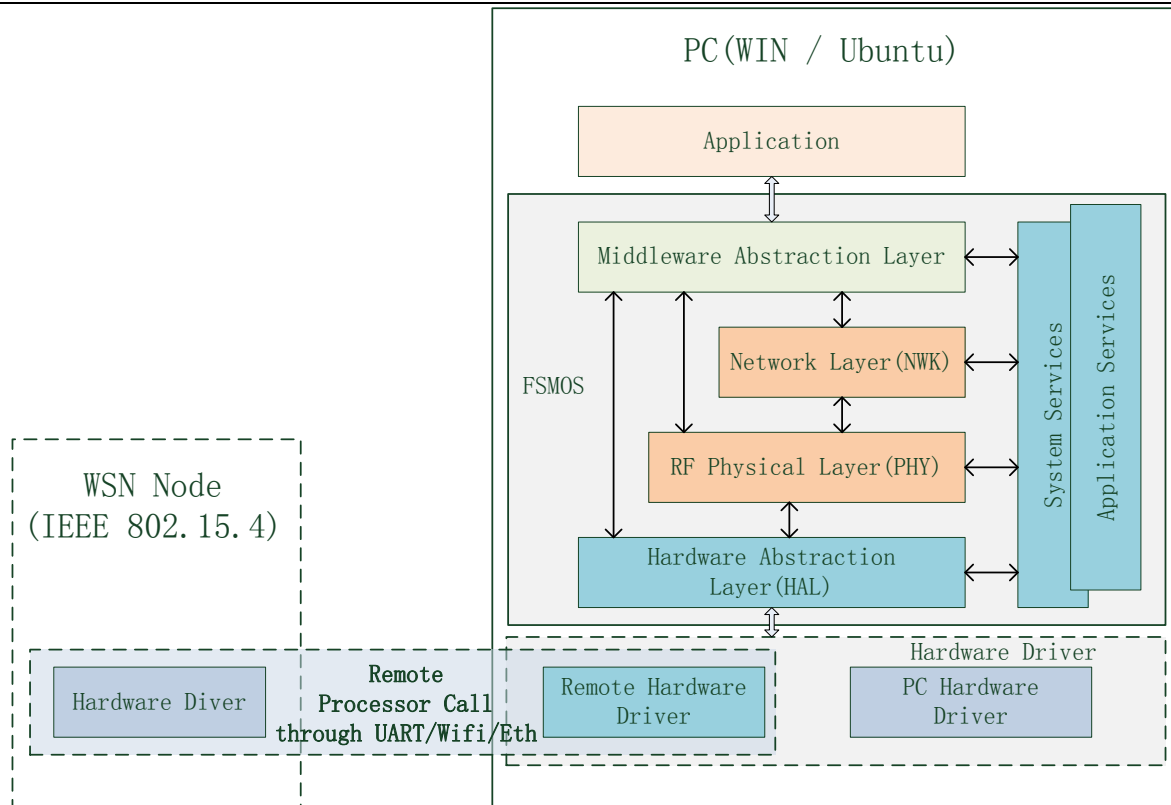 PC(WIN / Ubuntu)
Application
Middleware Abstraction Layer
Network Layer(NWK)
FSMOS
RF Physical Layer(PHY)
Hardware Abstraction
Layer(HAL)
System Services
Application Services
WSN Node
(IEEE 802.15.4)
Hardware Driver
Hardware Diver
Remote
Processor Call
through UART/Wifi/Eth
Remote Hardware
Driver
PC Hardware
Driver